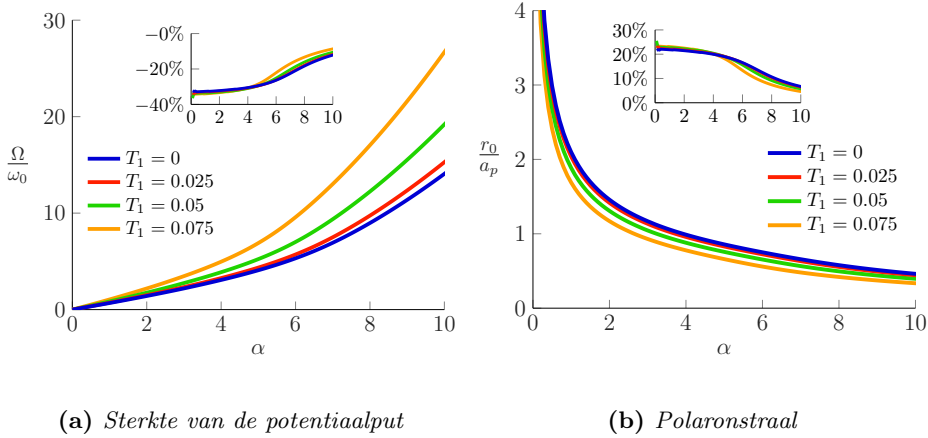 −0%
−20%
−40%
0 2 4 6 8 10
30
20
10
0
Ω/ω₀
T₁ = 0
T₁ = 0.025
T₁ = 0.05
T₁ = 0.075
0 2 4 6 8 10
α
(a) Sterkte van de potentiaalput
30%
20%
10%
0%
0 2 4 6 8 10
4
3
2
1
0
r₀/aₚ
T₁ = 0
T₁ = 0.025
T₁ = 0.05
T₁ = 0.075
0 2 4 6 8 10
α
(b) Polaronstraal